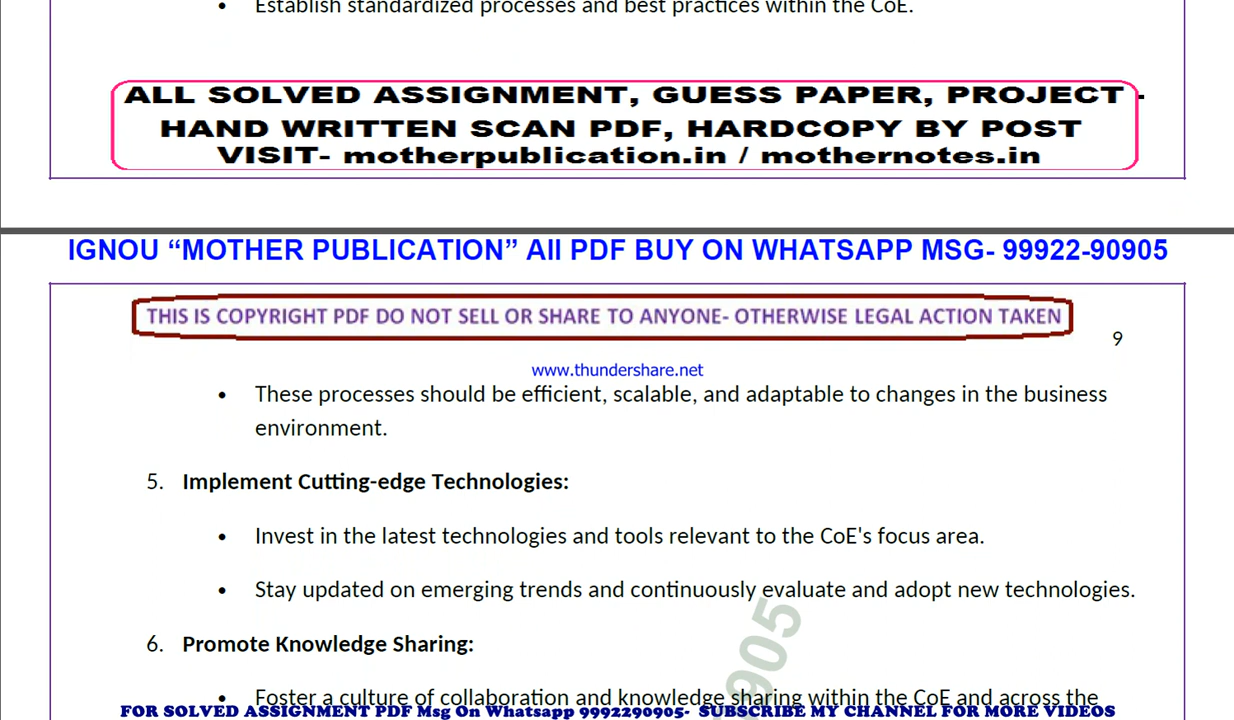 • Establish standardized processes and best practices within the CoE.
ALL SOLVED ASSIGNMENT, GUESS PAPER, PROJECT -
HAND WRITTEN SCAN PDF, HARDCOPY BY POST
VISIT- motherpublication.in / mothernotes.in
IGNOU “MOTHER PUBLICATION” All PDF BUY ON WHATSAPP MSG- 99922-90905
THIS IS COPYRIGHT PDF DO NOT SELL OR SHARE TO ANYONE- OTHERWISE LEGAL ACTION TAKEN
9
www.thundershare.net
• These processes should be efficient, scalable, and adaptable to changes in the business
environment.
5. Implement Cutting-edge Technologies:
• Invest in the latest technologies and tools relevant to the CoE's focus area.
• Stay updated on emerging trends and continuously evaluate and adopt new technologies.
6. Promote Knowledge Sharing:
• Foster a culture of collaboration and knowledge sharing within the CoE and across the
905
FOR SOLVED ASSIGNMENT PDF Msg On Whatsapp 9992290905- SUBSCRIBE MY CHANNEL FOR MORE VIDEOS